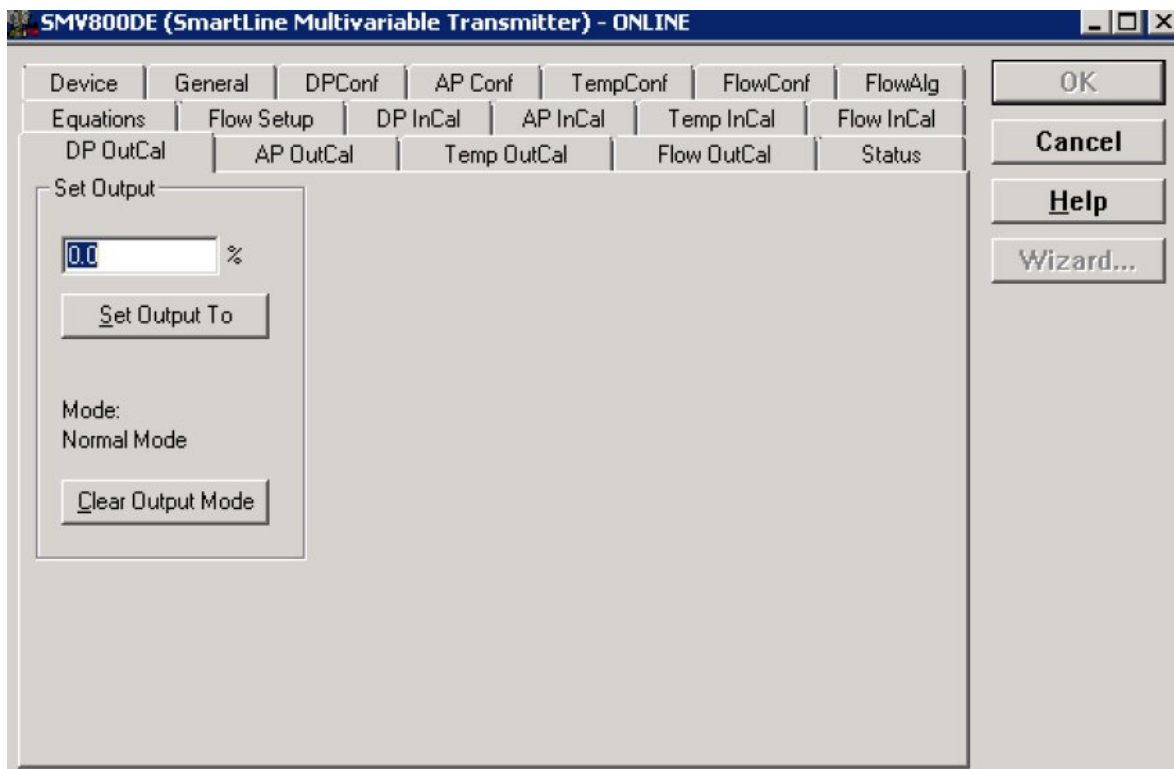 SMV800DE (SmartLine Multivariable Transmitter) - ONLINE
Device General DPConf AP Conf TempConf FlowConf FlowAlg
Equations Flow Setup DP InCal AP InCal Temp InCal Flow InCal
DP OutCal AP OutCal Temp OutCal Flow OutCal Status
Set Output
0.0 %
Set Output To
Mode:
Normal Mode
Clear Output Mode
OK
Cancel
Help
Wizard...